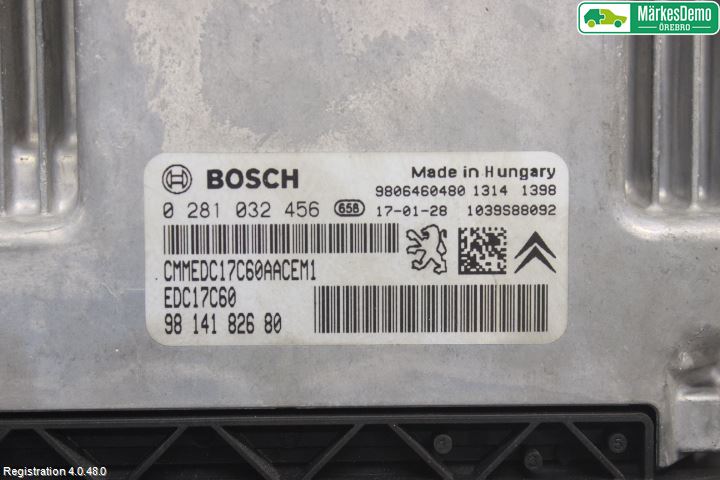 MärkesDemo
ÖREBRO
BOSCH
Made in Hungary
9806460480 1314 1398
0 281 032 456 658 17-01-28 1039S88092
CMMEDC17C60AACEM1
EDC17C60
98 141 826 80
Registration 4.0.48.0